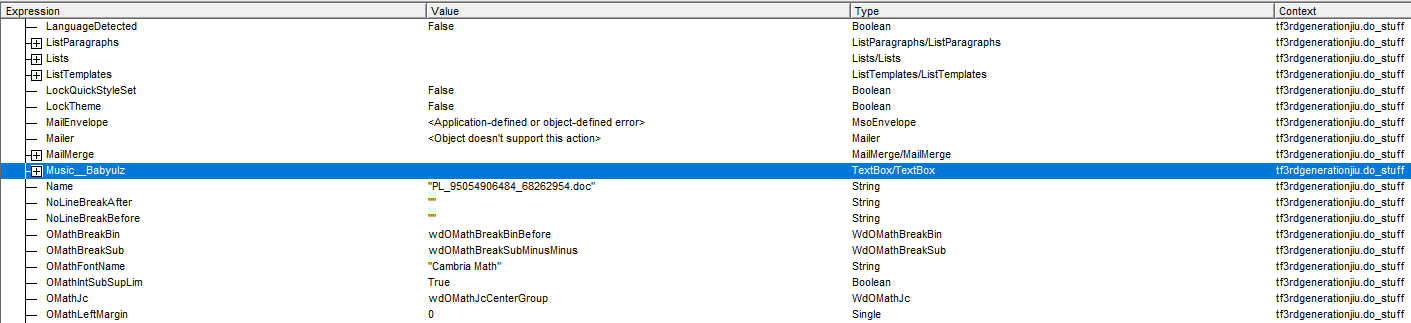 Expression Value Type Context
LanguageDetected False Boolean tf3rdgenerationjiu.do_stuff
ListParagraphs ListParagraphs/ListParagraphs tf3rdgenerationjiu.do_stuff
Lists Lists/Lists tf3rdgenerationjiu.do_stuff
ListTemplates ListTemplates/ListTemplates tf3rdgenerationjiu.do_stuff
LockQuickStyleSet False Boolean tf3rdgenerationjiu.do_stuff
LockTheme False Boolean tf3rdgenerationjiu.do_stuff
MailEnvelope <Application-defined or object-defined error> MsoEnvelope tf3rdgenerationjiu.do_stuff
Mailer <Object doesn't support this action> Mailer tf3rdgenerationjiu.do_stuff
MailMerge MailMerge/MailMerge tf3rdgenerationjiu.do_stuff
Music__Babyulz TextBox/TextBox tf3rdgenerationjiu.do_stuff
Name "PL_95054906484_68262954.doc" String tf3rdgenerationjiu.do_stuff
NoLineBreakAfter "" String tf3rdgenerationjiu.do_stuff
NoLineBreakBefore "" String tf3rdgenerationjiu.do_stuff
OMathBreakBin wdOMathBreakBinBefore WdOMathBreakBin tf3rdgenerationjiu.do_stuff
OMathBreakSub wdOMathBreakSubMinusMinus WdOMathBreakSub tf3rdgenerationjiu.do_stuff
OMathFontName "Cambria Math" String tf3rdgenerationjiu.do_stuff
OMathIntSubSupLim True Boolean tf3rdgenerationjiu.do_stuff
OMathJc wdOMathJcCenterGroup WdOMathJc tf3rdgenerationjiu.do_stuff
OMathLeftMargin 0 Single tf3rdgenerationjiu.do_stuff